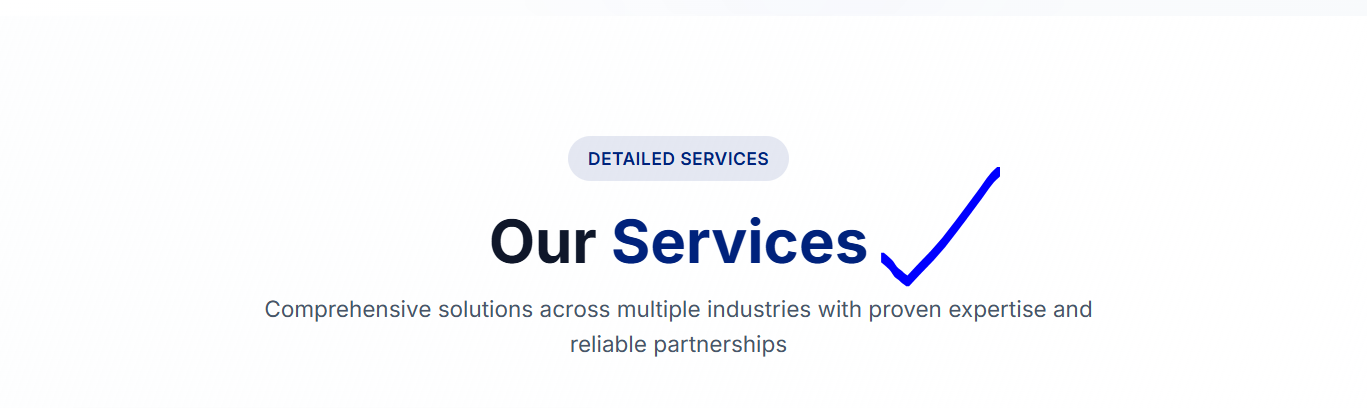 DETAILED SERVICES
Our Services
Comprehensive solutions across multiple industries with proven expertise and
reliable partnerships